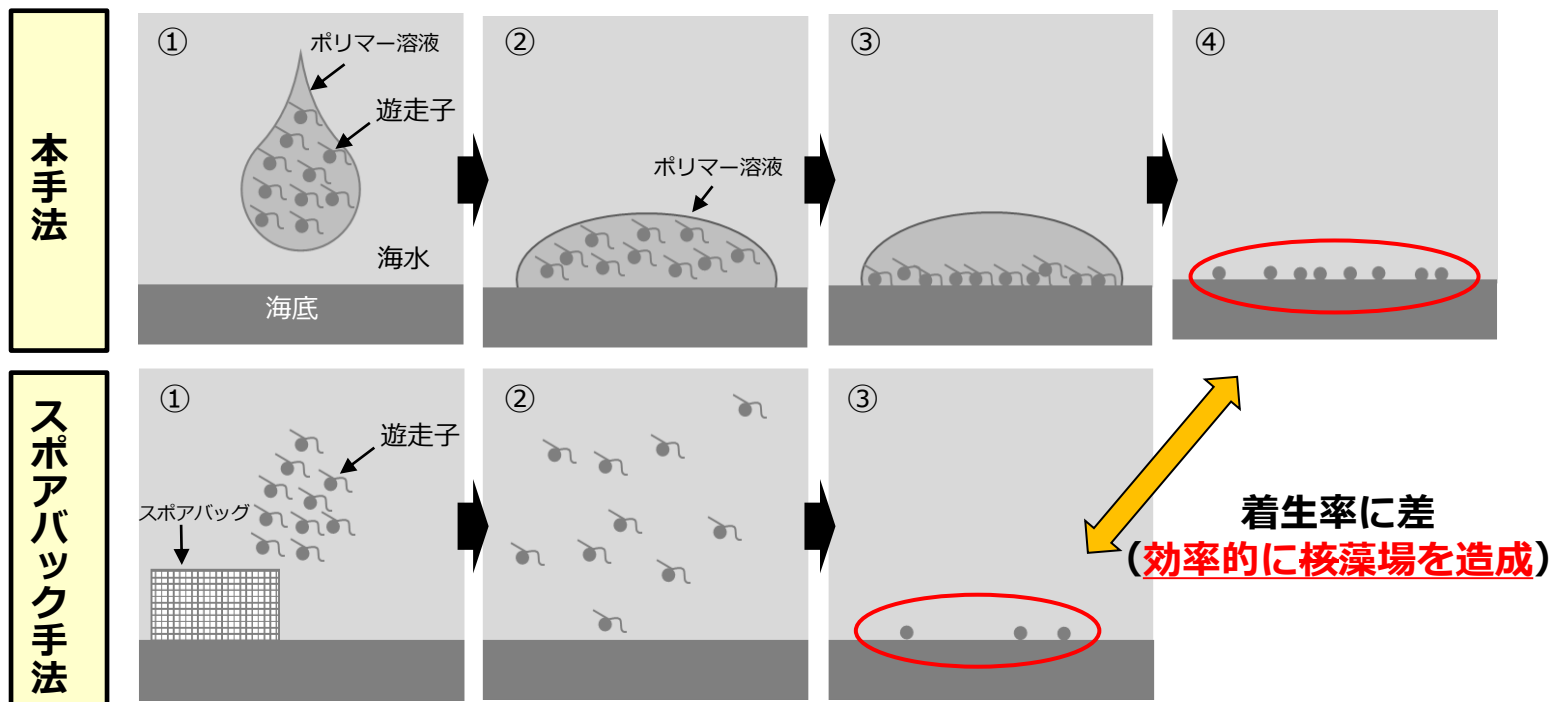 本手法
①
ポリマー溶液
遊走子
海水
海底
②
ポリマー溶液
③
④
スポアバック手法
①
遊走子
スポアバッグ
②
③
着生率に差
（効率的に核藻場を造成）